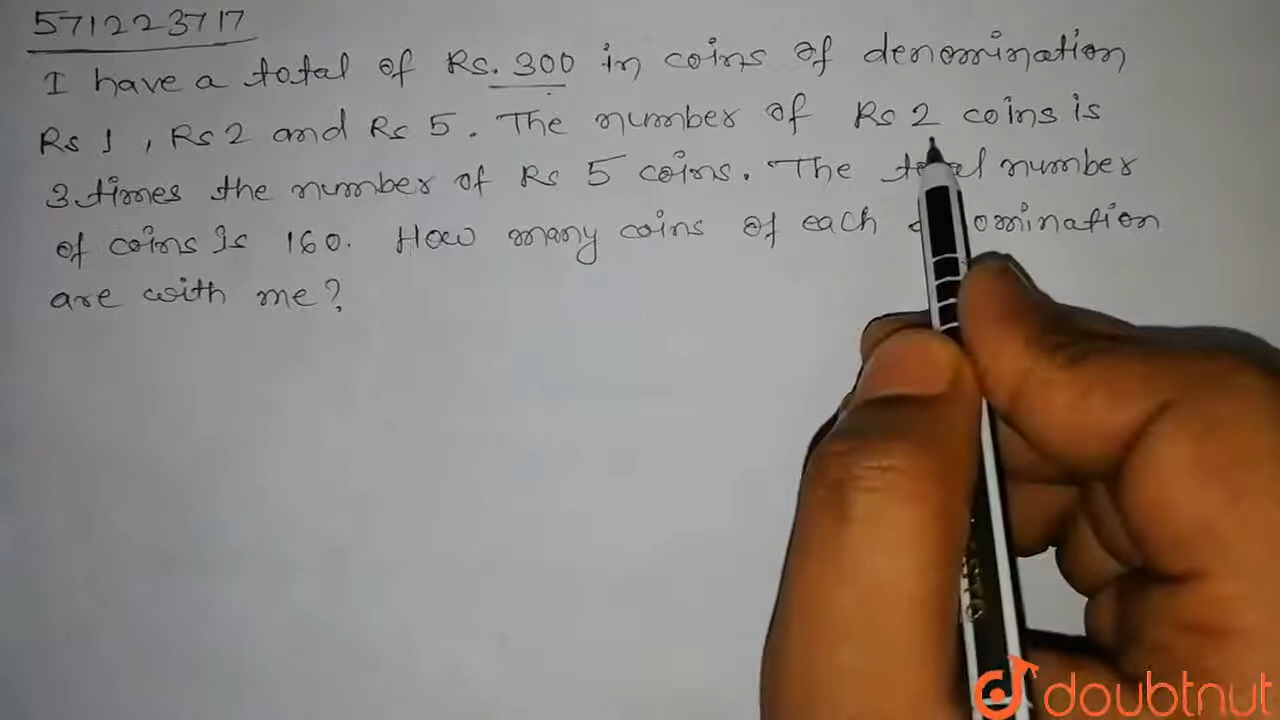 571223717
I have a total of Rs. 300 in coins of denomination
Rs 1, Rs 2 and Rs 5. The number of Rs 2 coins is
3 times the number of Rs 5 coins. The number
of coins is 160. How many coins of each
are with me?
doubtnut